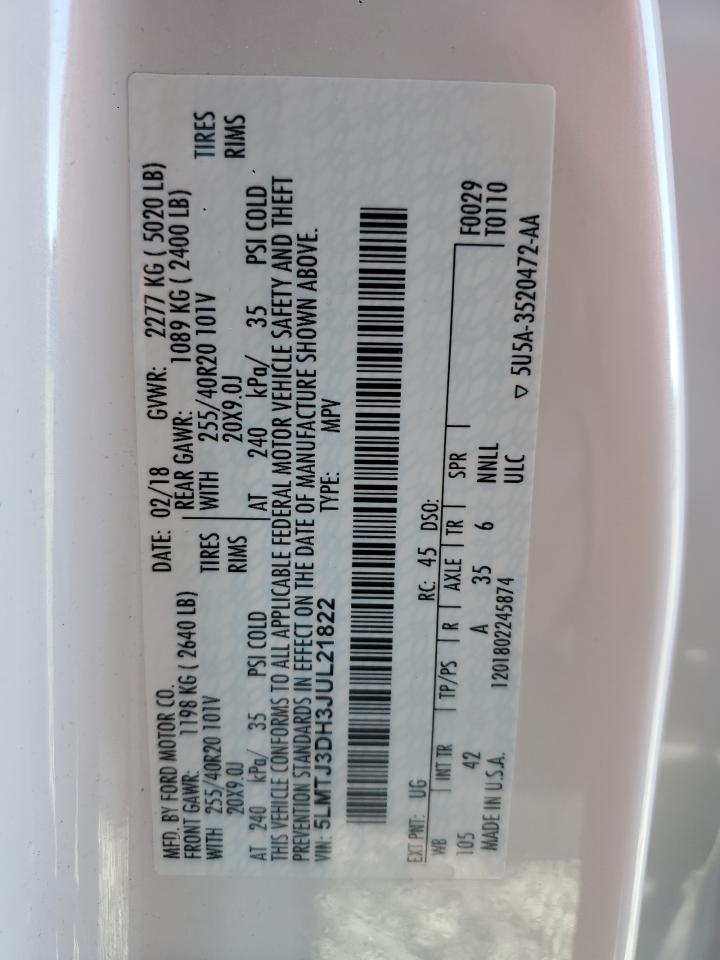 MFD. BY FORD MOTOR CO. DATE: 02/18 GVWR: 2277 KG ( 5020 LB)
FRONT GAWR: 1198 KG ( 2640 LB) REAR GAWR: 1089 KG ( 2400 LB)
WITH 255/40R20 101V TIRES WITH 255/40R20 101V TIRES
20X9.0J RIMS 20X9.0J RIMS
AT 240 kPa/ 35 PSI COLD AT 240 kPa/ 35 PSI COLD
THIS VEHICLE CONFORMS TO ALL APPLICABLE FEDERAL MOTOR VEHICLE SAFETY AND THEFT
PREVENTION STANDARDS IN EFFECT ON THE DATE OF MANUFACTURE SHOWN ABOVE.
VIN: 5LMTJ3DH3JUL21822 TYPE: MPV
EXT PNT: UG RC: 45 DSO:
WB INT TR TP/PS R AXLE TR SPR F0029
105 42 A 35 6 NNLL T0110
MADE IN U.S.A. 1201802245874 ULC ▽ 5U5A-3520472-AA